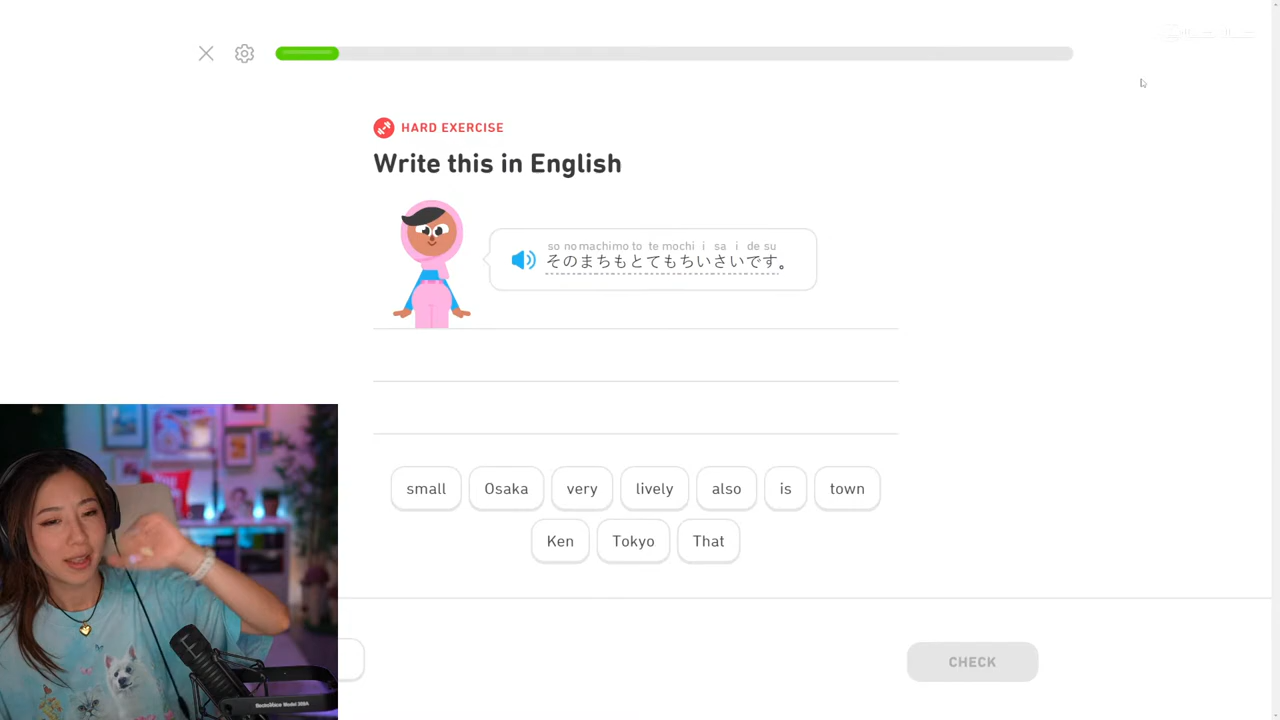 HARD EXERCISE
Write this in English
so no machi mo to te mo chi i sa i de su
そのまちもとてもちいさいです。
small Osaka very lively also is town
Ken Tokyo That
CHECK